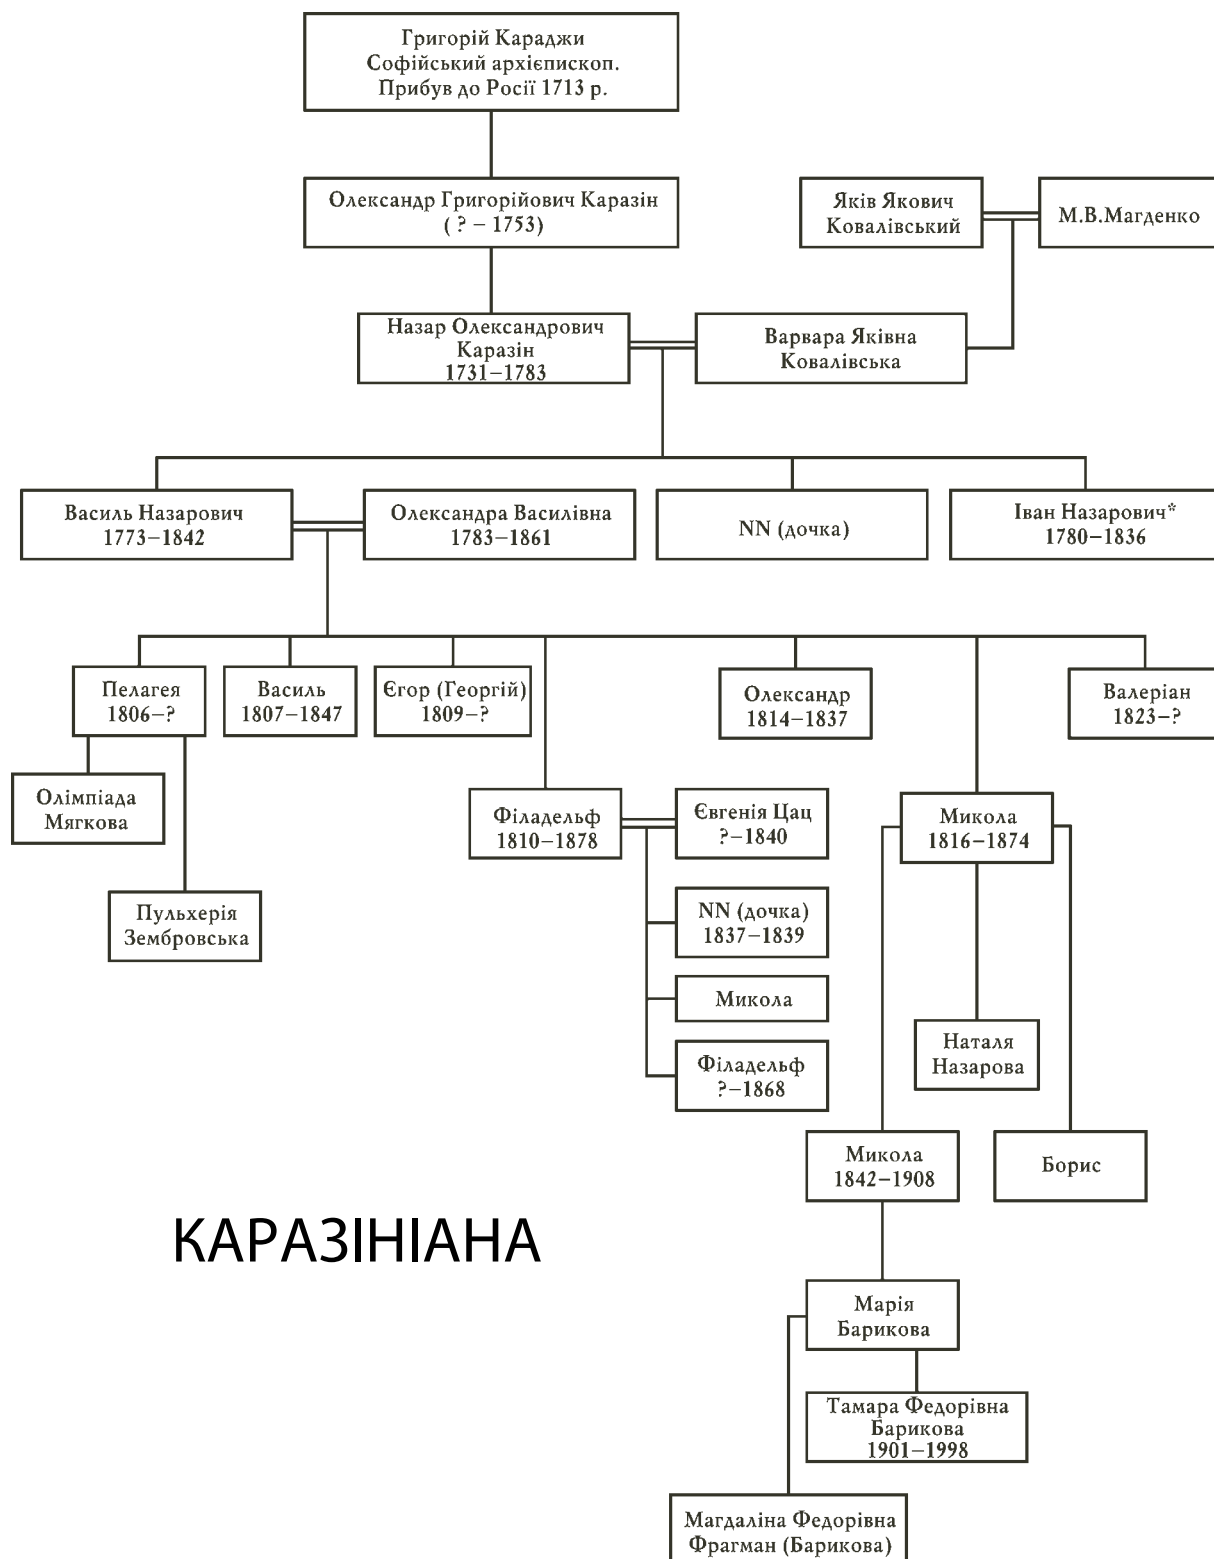 Григорій Караджи
Софійський архієпископ.
Прибув до Росії 1713 р.
Олександр Григорійович Каразін
( ? – 1753)
Яків Якович
Ковалівський
М.В.Магденко
Назар Олександрович
Каразін
1731–1783
Варвара Яківна
Ковалівська
Василь Назарович
1773–1842
Олександра Василівна
1783–1861
NN (дочка)
Іван Назарович*
1780–1836
Пелагея
1806–?
Василь
1807–1847
Єгор (Георгій)
1809–?
Олександр
1814–1837
Валеріан
1823–?
Олімпіада
Мягкова
Філадельф
1810–1878
Євгенія Цац
?–1840
Микола
1816–1874
Пульхерія
Зембровська
NN (дочка)
1837–1839
Микола
Філадельф
?–1868
Наталя
Назарова
Микола
1842–1908
Борис
КАРАЗІНІАНА
Марія
Барикова
Тамара Федорівна
Барикова
1901–1998
Магдаліна Федорівна
Фрагман (Барикова)